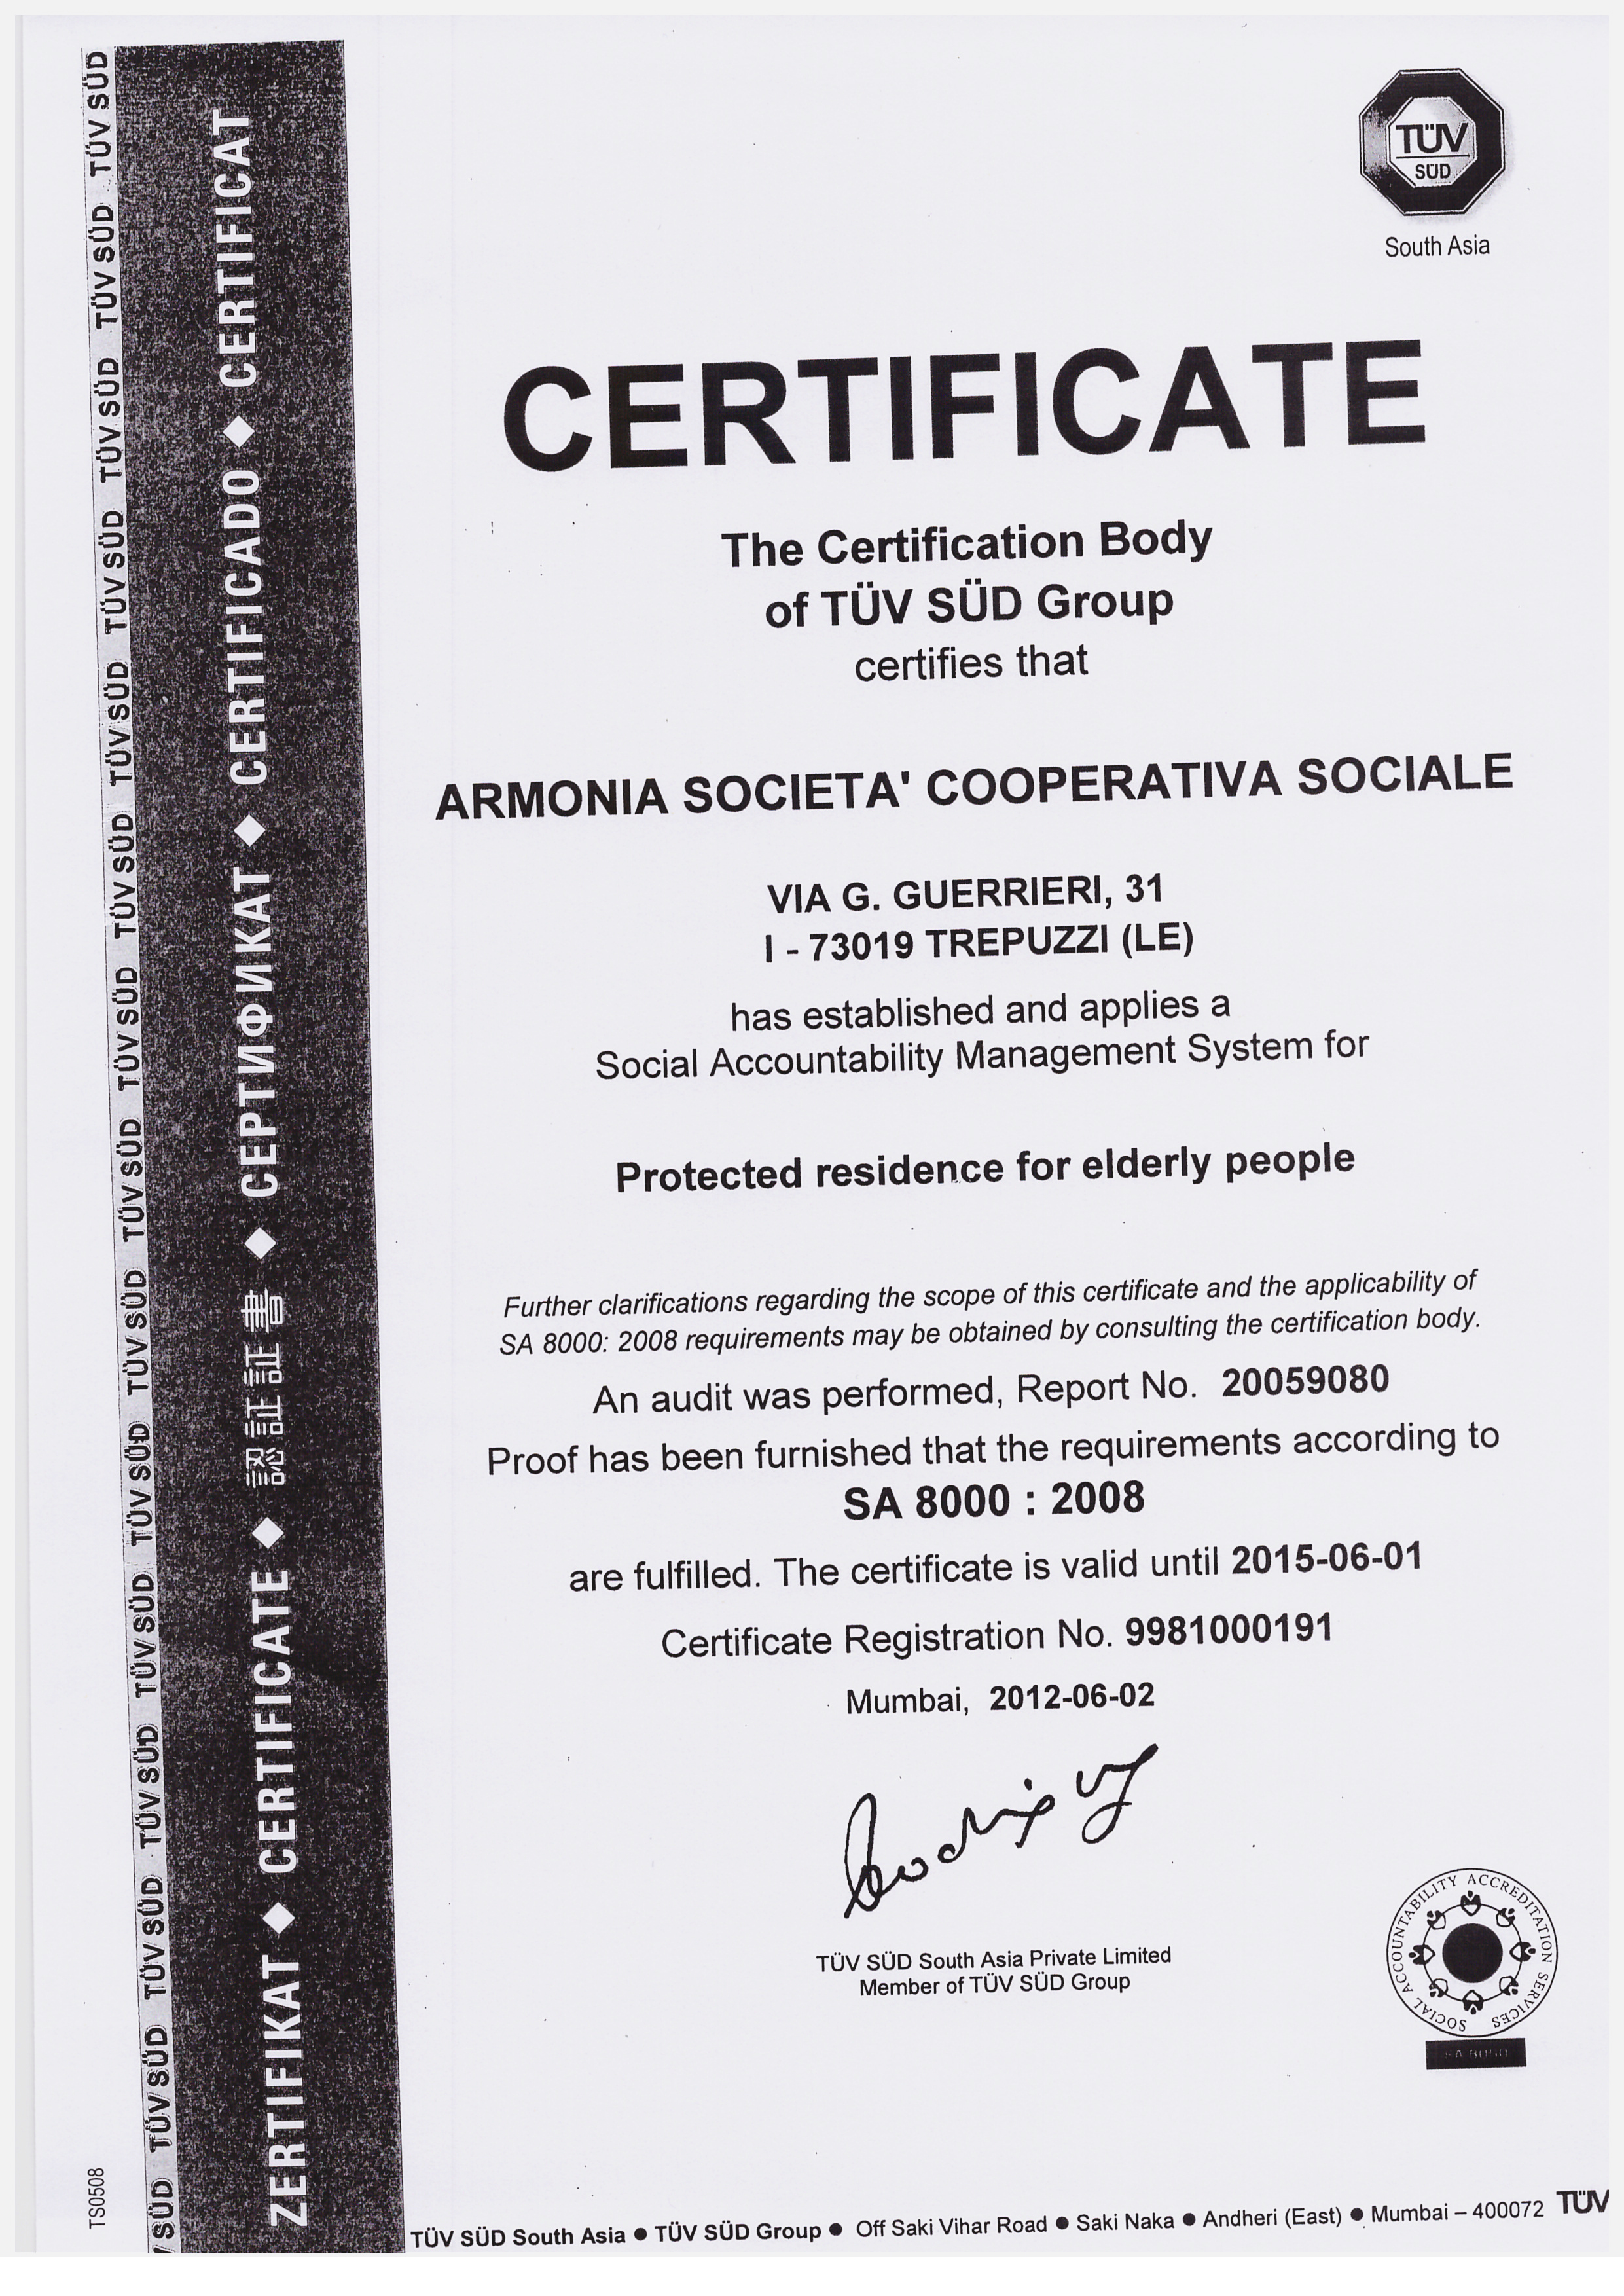 TÜV
SÜD
South Asia
CERTIFICATE
The Certification Body
of TÜV SÜD Group
certifies that
ARMONIA SOCIETA' COOPERATIVA SOCIALE
VIA G. GUERRIERI, 31
I - 73019 TREPUZZI (LE)
has established and applies a
Social Accountability Management System for
Protected residence for elderly people
Further clarifications regarding the scope of this certificate and the applicability of
SA 8000: 2008 requirements may be obtained by consulting the certification body.
An audit was performed, Report No. 20059080
Proof has been furnished that the requirements according to
SA 8000 : 2008
are fulfilled. The certificate is valid until 2015-06-01
Certificate Registration No. 9981000191
Mumbai, 2012-06-02
TÜV SÜD South Asia Private Limited
Member of TÜV SÜD Group
SOCIAL ACCOUNTABILITY ACCREDITATION SERVICES
TÜV SÜD South Asia ● TÜV SÜD Group ● Off Saki Vihar Road ● Saki Naka ● Andheri (East) ● Mumbai – 400072 TÜV
ZERTIFIKAT ◆ CERTIFICATE ◆ 認証証書 ◆ СЕРТИФИКАТ ◆ CERTIFICADO ◆ CERTIFICAT
SÜD TÜV SÜD TÜV SÜD TÜV SÜD TÜV SÜD TÜV SÜD TÜV SÜD TÜV SÜD TÜV SÜD TÜV SÜD TÜV SÜD TÜV SÜD TÜV SÜD TÜV SÜD TÜV SÜD
TS0508